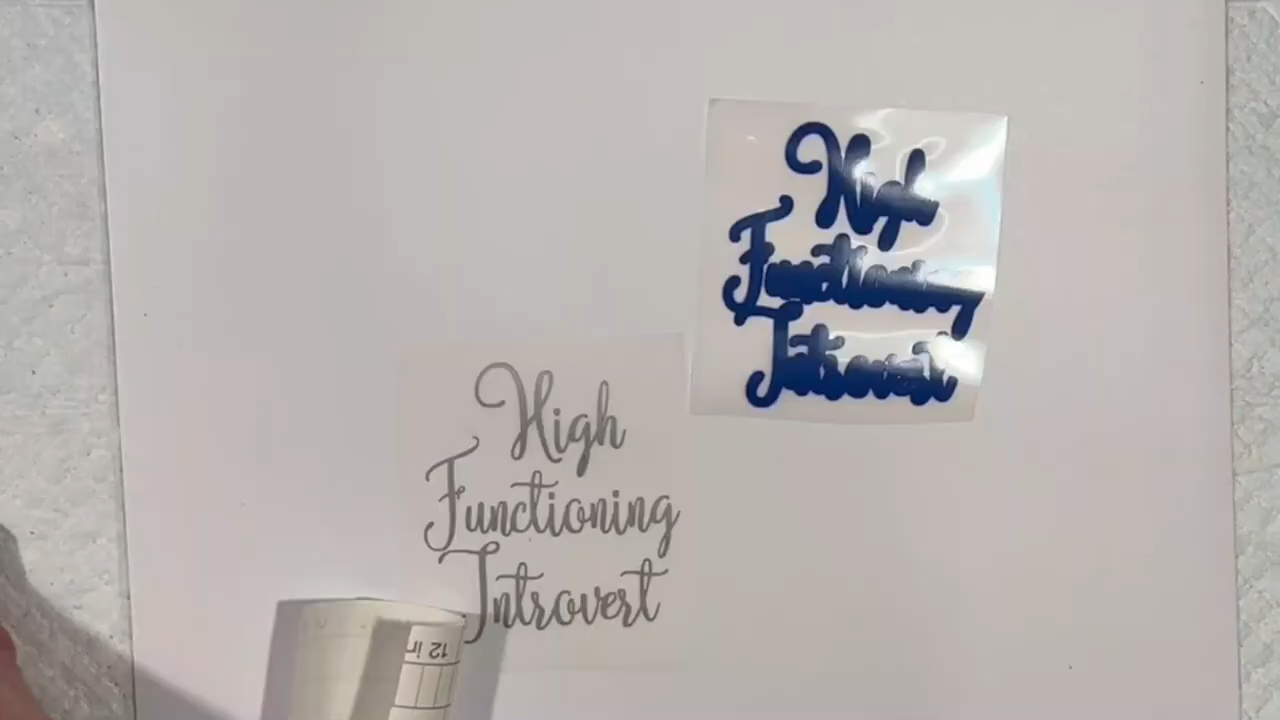 High
Functioning
Introvert
High
Functioning
Introvert
12 in